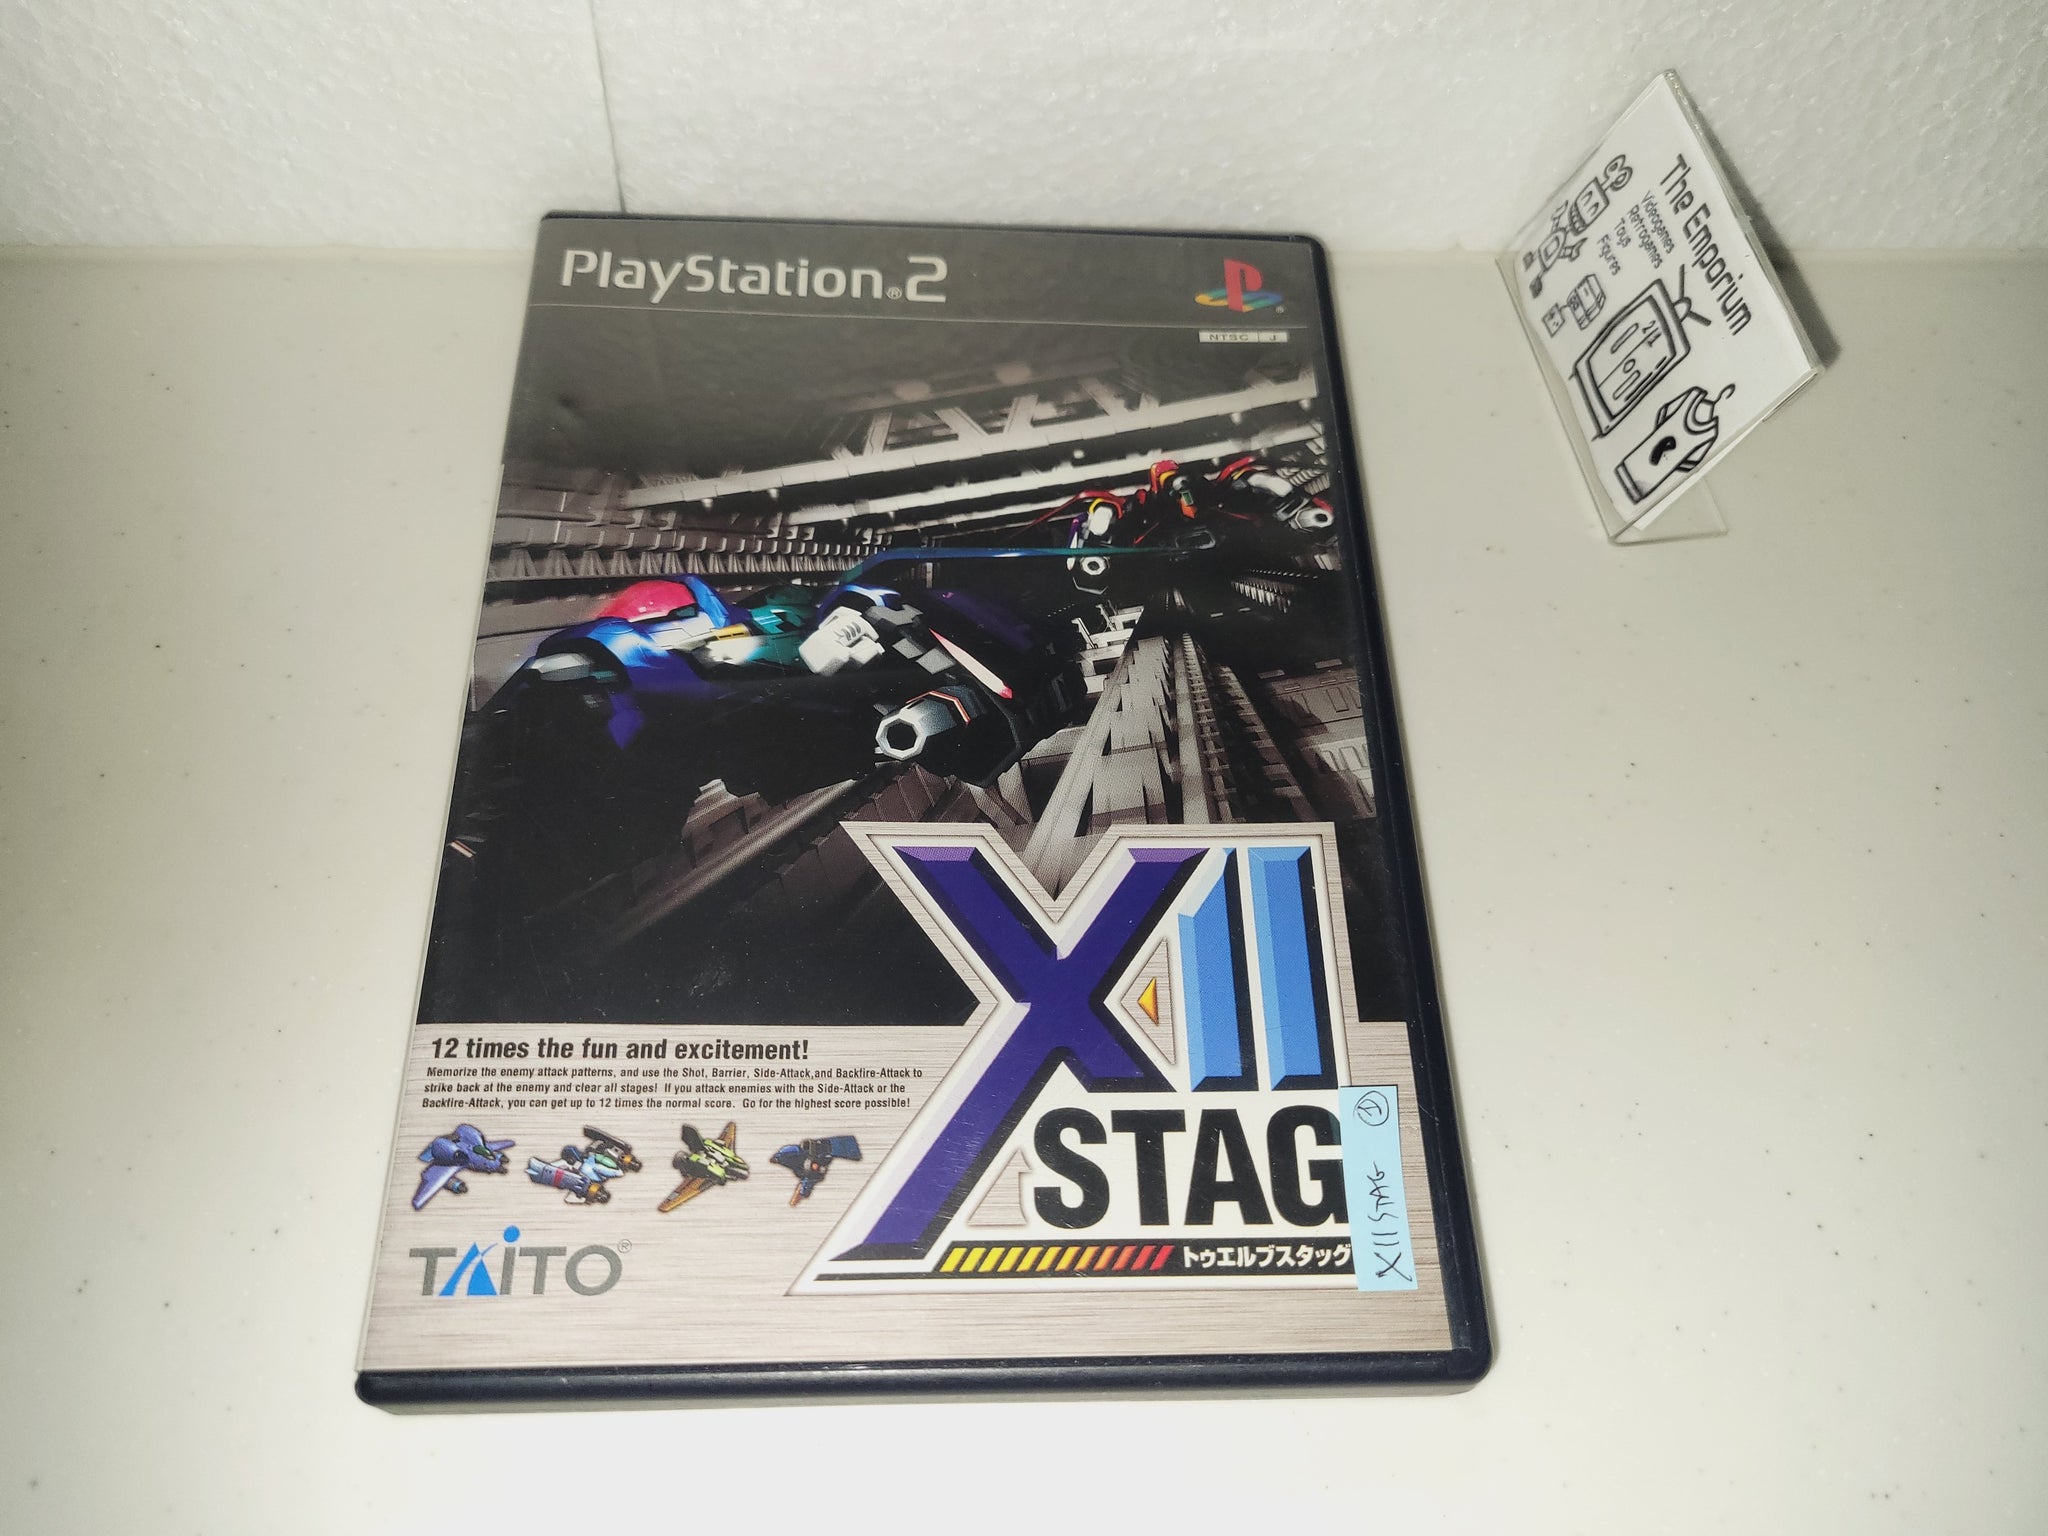 PlayStation®2
NTSC J
The Emporium
Videogames
Retrogames
Toys
Figures
XII
STAG
トゥエルブスタッグ
12 times the fun and excitement!
Memorize the enemy attack patterns, and use the Shot, Barrier, Side-Attack,and Backfire-Attack to
strike back at the enemy and clear all stages! If you attack enemies with the Side-Attack or the
Backfire-Attack, you can get up to 12 times the normal score. Go for the highest score possible!
TAITO®
XII STAG